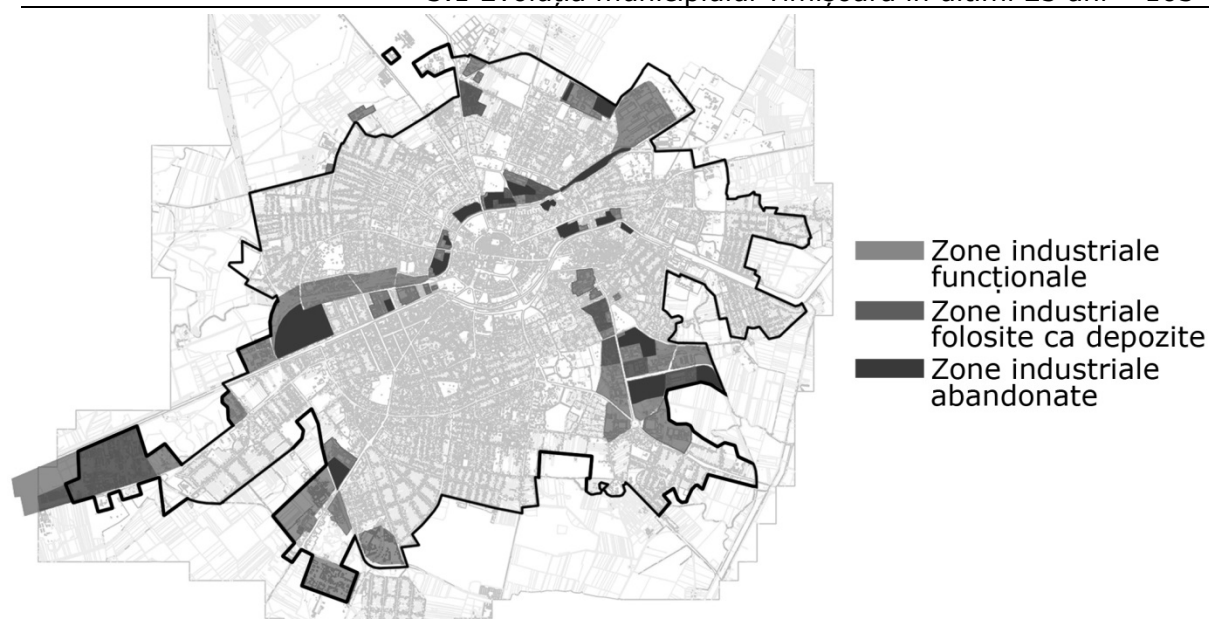 Zone industriale
funcționale
Zone industriale
folosite ca depozite
Zone industriale
abandonate